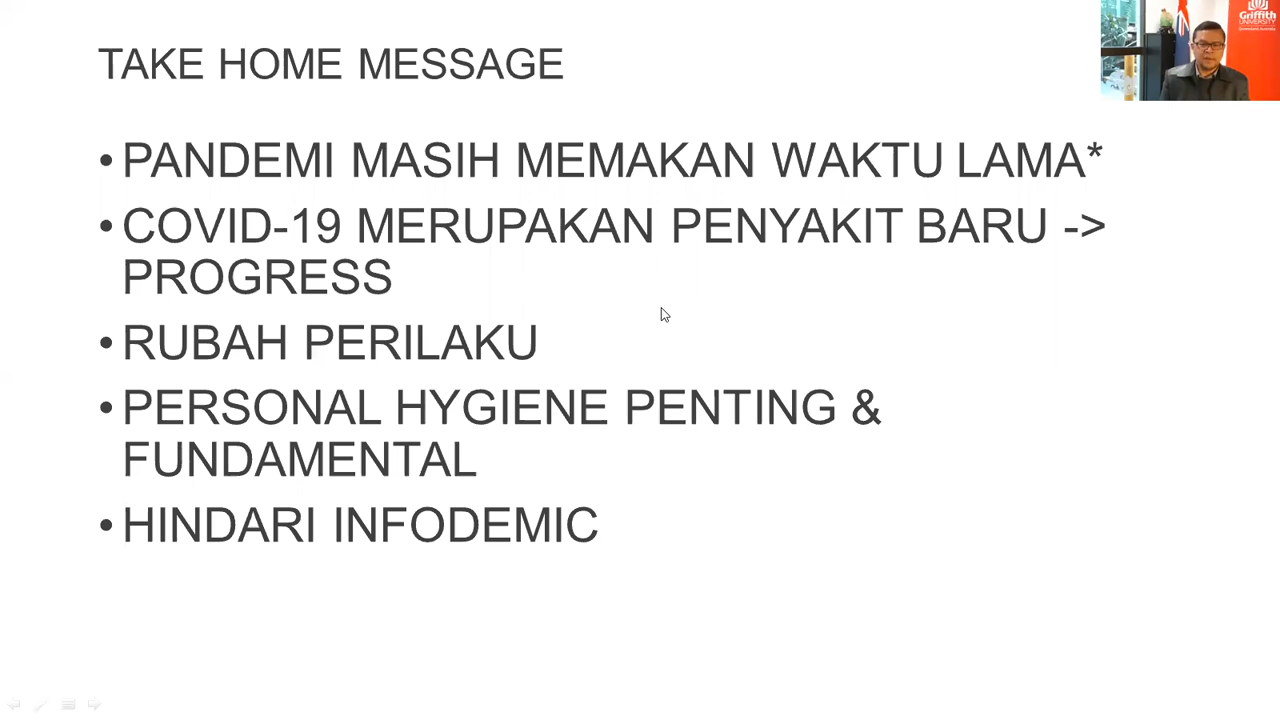 TAKE HOME MESSAGE
• PANDEMI MASIH MEMAKAN WAKTU LAMA*
• COVID-19 MERUPAKAN PENYAKIT BARU ->
PROGRESS
• RUBAH PERILAKU
• PERSONAL HYGIENE PENTING &
FUNDAMENTAL
• HINDARI INFODEMIC
Griffith
UNIVERSITY